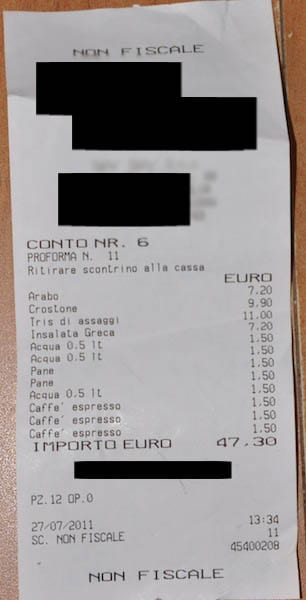 NON FISCALE
CONTO NR. 6
PROFORMA N. 11
Ritirare scontrino alla cassa
EURO
Arabo 7.20
Crostone 9.90
Tris di assaggi 11.00
Insalata Greca 7.20
Acqua 0,5 lt 1.50
Acqua 0,5 lt 1.50
Pane 1.50
Pane 1.50
Acqua 0,5 lt 1.50
Caffe' espresso 1.50
Caffe' espresso 1.50
Caffe' espresso 1.50
IMPORTO EURO 47.30
PZ.12 OP.0
27/07/2011 13:34
SC. NON FISCALE 11
45400208
NON FISCALE